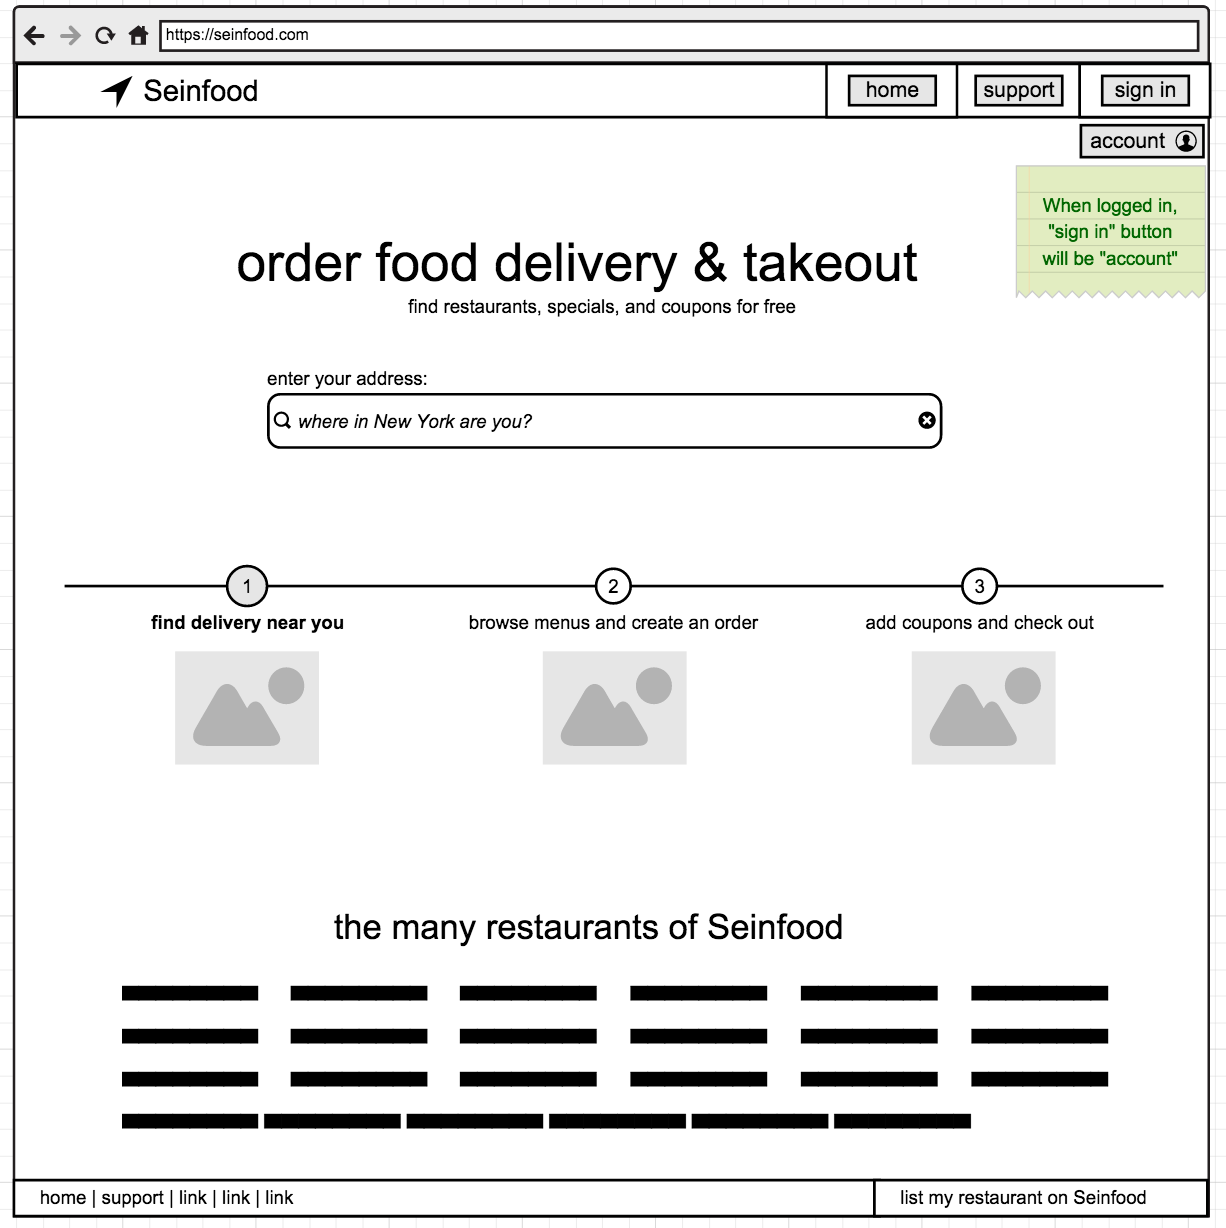 https://seinfood.com
Seinfood
home
support
sign in
account
When logged in,
"sign in" button
will be "account"
order food delivery & takeout
find restaurants, specials, and coupons for free
enter your address:
where in New York are you?
1
2
3
find delivery near you
browse menus and create an order
add coupons and check out
the many restaurants of Seinfood
home | support | link | link | link
list my restaurant on Seinfood